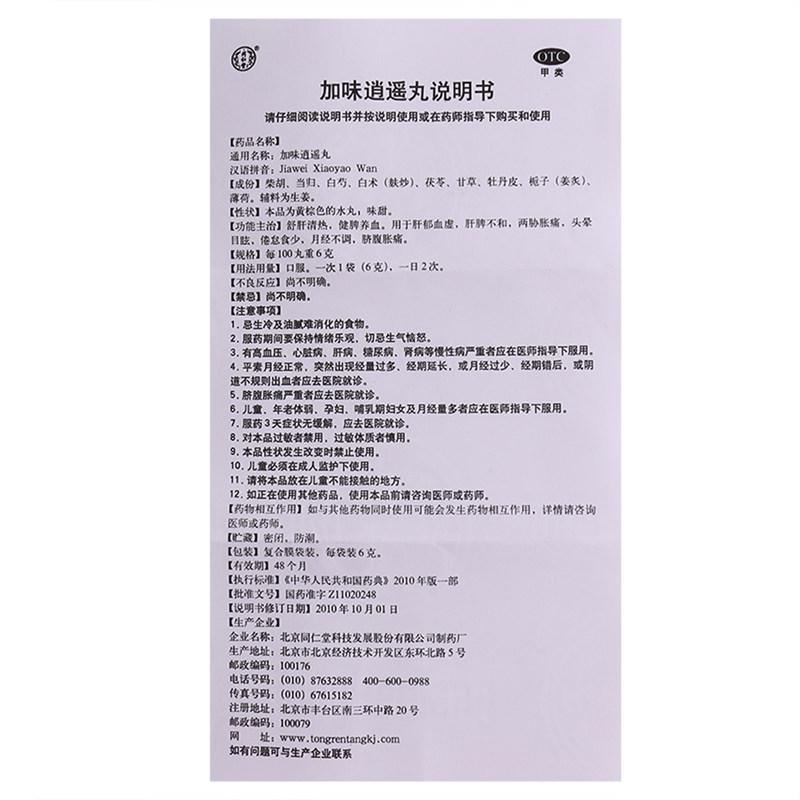 同仁堂
OTC
甲类
加味逍遥丸说明书
请仔细阅读说明书并按说明使用或在药师指导下购买和使用
【药品名称】
通用名称：加味逍遥丸
汉语拼音：Jiawei Xiaoyao Wan
【成份】柴胡、当归、白芍、白术（麸炒）、茯苓、甘草、牡丹皮、栀子（姜炙）、
薄荷。辅料为生姜。
【性状】本品为黄棕色的水丸；味甜。
【功能主治】舒肝清热，健脾养血。用于肝郁血虚，肝脾不和，两胁胀痛，头晕
目眩，倦怠食少，月经不调，脐腹胀痛。
【规格】每100丸重6克
【用法用量】口服。一次1袋（6克），一日2次。
【不良反应】尚不明确。
【禁忌】尚不明确。
【注意事项】
1. 忌生冷及油腻难消化的食物。
2. 服药期间要保持情绪乐观，切忌生气恼怒。
3. 有高血压、心脏病、肝病、糖尿病、肾病等慢性病严重者应在医师指导下服用。
4. 平素月经正常，突然出现经量过多、经期延长，或月经过少、经期错后，或阴
道不规则出血者应去医院就诊。
5. 脐腹胀痛严重者应去医院就诊。
6. 儿童、年老体弱、孕妇、哺乳期妇女及月经量多者应在医师指导下服用。
7. 服药3天症状无缓解，应去医院就诊。
8. 对本品过敏者禁用，过敏体质者慎用。
9. 本品性状发生改变时禁止使用。
10. 儿童必须在成人监护下使用。
11. 请将本品放在儿童不能接触的地方。
12. 如正在使用其他药品，使用本品前请咨询医师或药师。
【药物相互作用】如与其他药物同时使用可能会发生药物相互作用，详情请咨询
医师或药师。
【贮藏】密闭，防潮。
【包装】复合膜袋装，每袋装6克。
【有效期】48个月
【执行标准】《中华人民共和国药典》2010年版一部
【批准文号】国药准字Z11020248
【说明书修订日期】2010年10月01日
【生产企业】
企业名称：北京同仁堂科技发展股份有限公司制药厂
生产地址：北京市北京经济技术开发区东环北路5号
邮政编码：100176
电话号码：（010）87632888 400-600-0988
传真号码：（010）67615182
注册地址：北京市丰台区南三环中路20号
邮政编码：100079
网 址：www.tongrentangkj.com
如有问题可与生产企业联系